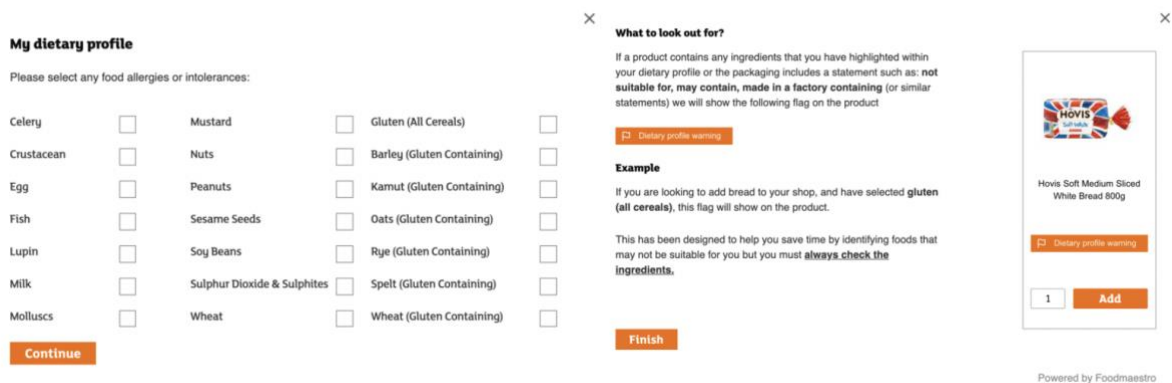 My dietary profile
Please select any food allergies or intolerances:
Celery
Mustard
Gluten (All Cereals)
Crustacean
Nuts
Barley (Gluten Containing)
Egg
Peanuts
Kamut (Gluten Containing)
Fish
Sesame Seeds
Oats (Gluten Containing)
Lupin
Soy Beans
Rye (Gluten Containing)
Milk
Sulphur Dioxide & Sulphites
Spelt (Gluten Containing)
Molluscs
Wheat
Wheat (Gluten Containing)
Continue
What to look out for?
If a product contains any ingredients that you have highlighted within
your dietary profile or the packaging includes a statement such as: not
suitable for, may contain, made in a factory containing (or similar
statements) we will show the following flag on the product
Dietary profile warning
Example
If you are looking to add bread to your shop, and have selected gluten
(all cereals), this flag will show on the product.
This has been designed to help you save time by identifying foods that
may not be suitable for you but you must always check the
ingredients.
Finish
HOVIS
Soft White
Hovis Soft Medium Sliced
White Bread 800g
Dietary profile warning
1
Add
Powered by Foodmaestro